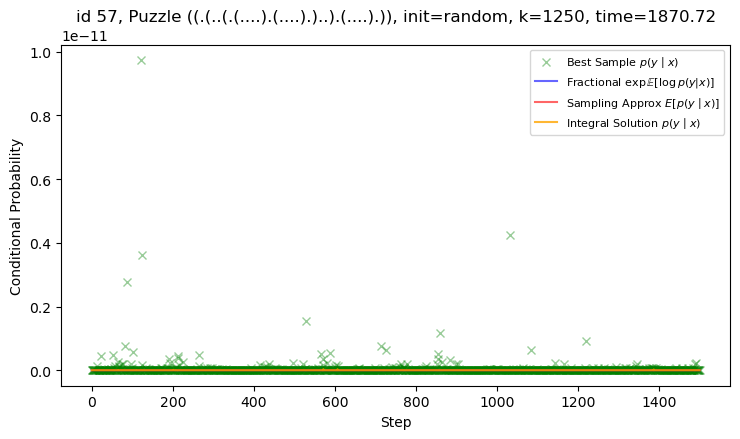 id 57, Puzzle ((.(..(.(....).(....).)..).(....).)), init=random, k=1250, time=1870.72
1e−11
Best Sample p(y | x)
Fractional exp𝔼[log p(y|x)]
Sampling Approx E[p(y | x)]
Integral Solution p(y | x)
1.0
0.8
0.6
0.4
0.2
0.0
Conditional Probability
0 200 400 600 800 1000 1200 1400
Step